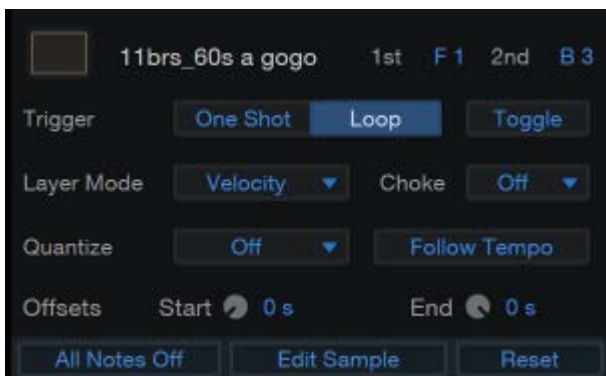 11brs_60s a gogo 1st F 1 2nd B 3
Trigger One Shot Loop Toggle
Layer Mode Velocity Choke Off
Quantize Off Follow Tempo
Offsets Start 0 s End 0 s
All Notes Off Edit Sample Reset